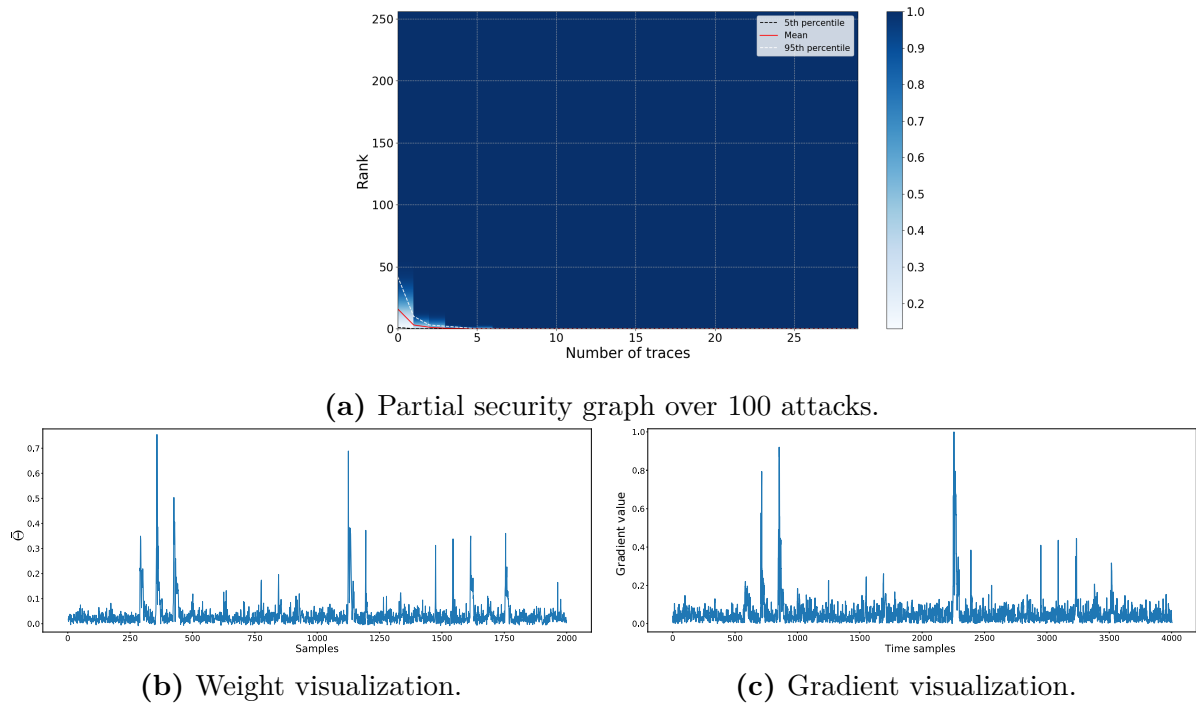 250
200
150
100
50
0
Rank
0 5 10 15 20 25
Number of traces
5th percentile
Mean
95th percentile
1.0
0.9
0.8
0.7
0.6
0.5
0.4
0.3
0.2
(a) Partial security graph over 100 attacks.
0.7
0.6
0.5
0.4
0.3
0.2
0.1
0.0
Θ̄
0 250 500 750 1000 1250 1500 1750 2000
Samples
(b) Weight visualization.
1.0
0.8
0.6
0.4
0.2
0.0
Gradient value
0 500 1000 1500 2000 2500 3000 3500 4000
Time samples
(c) Gradient visualization.